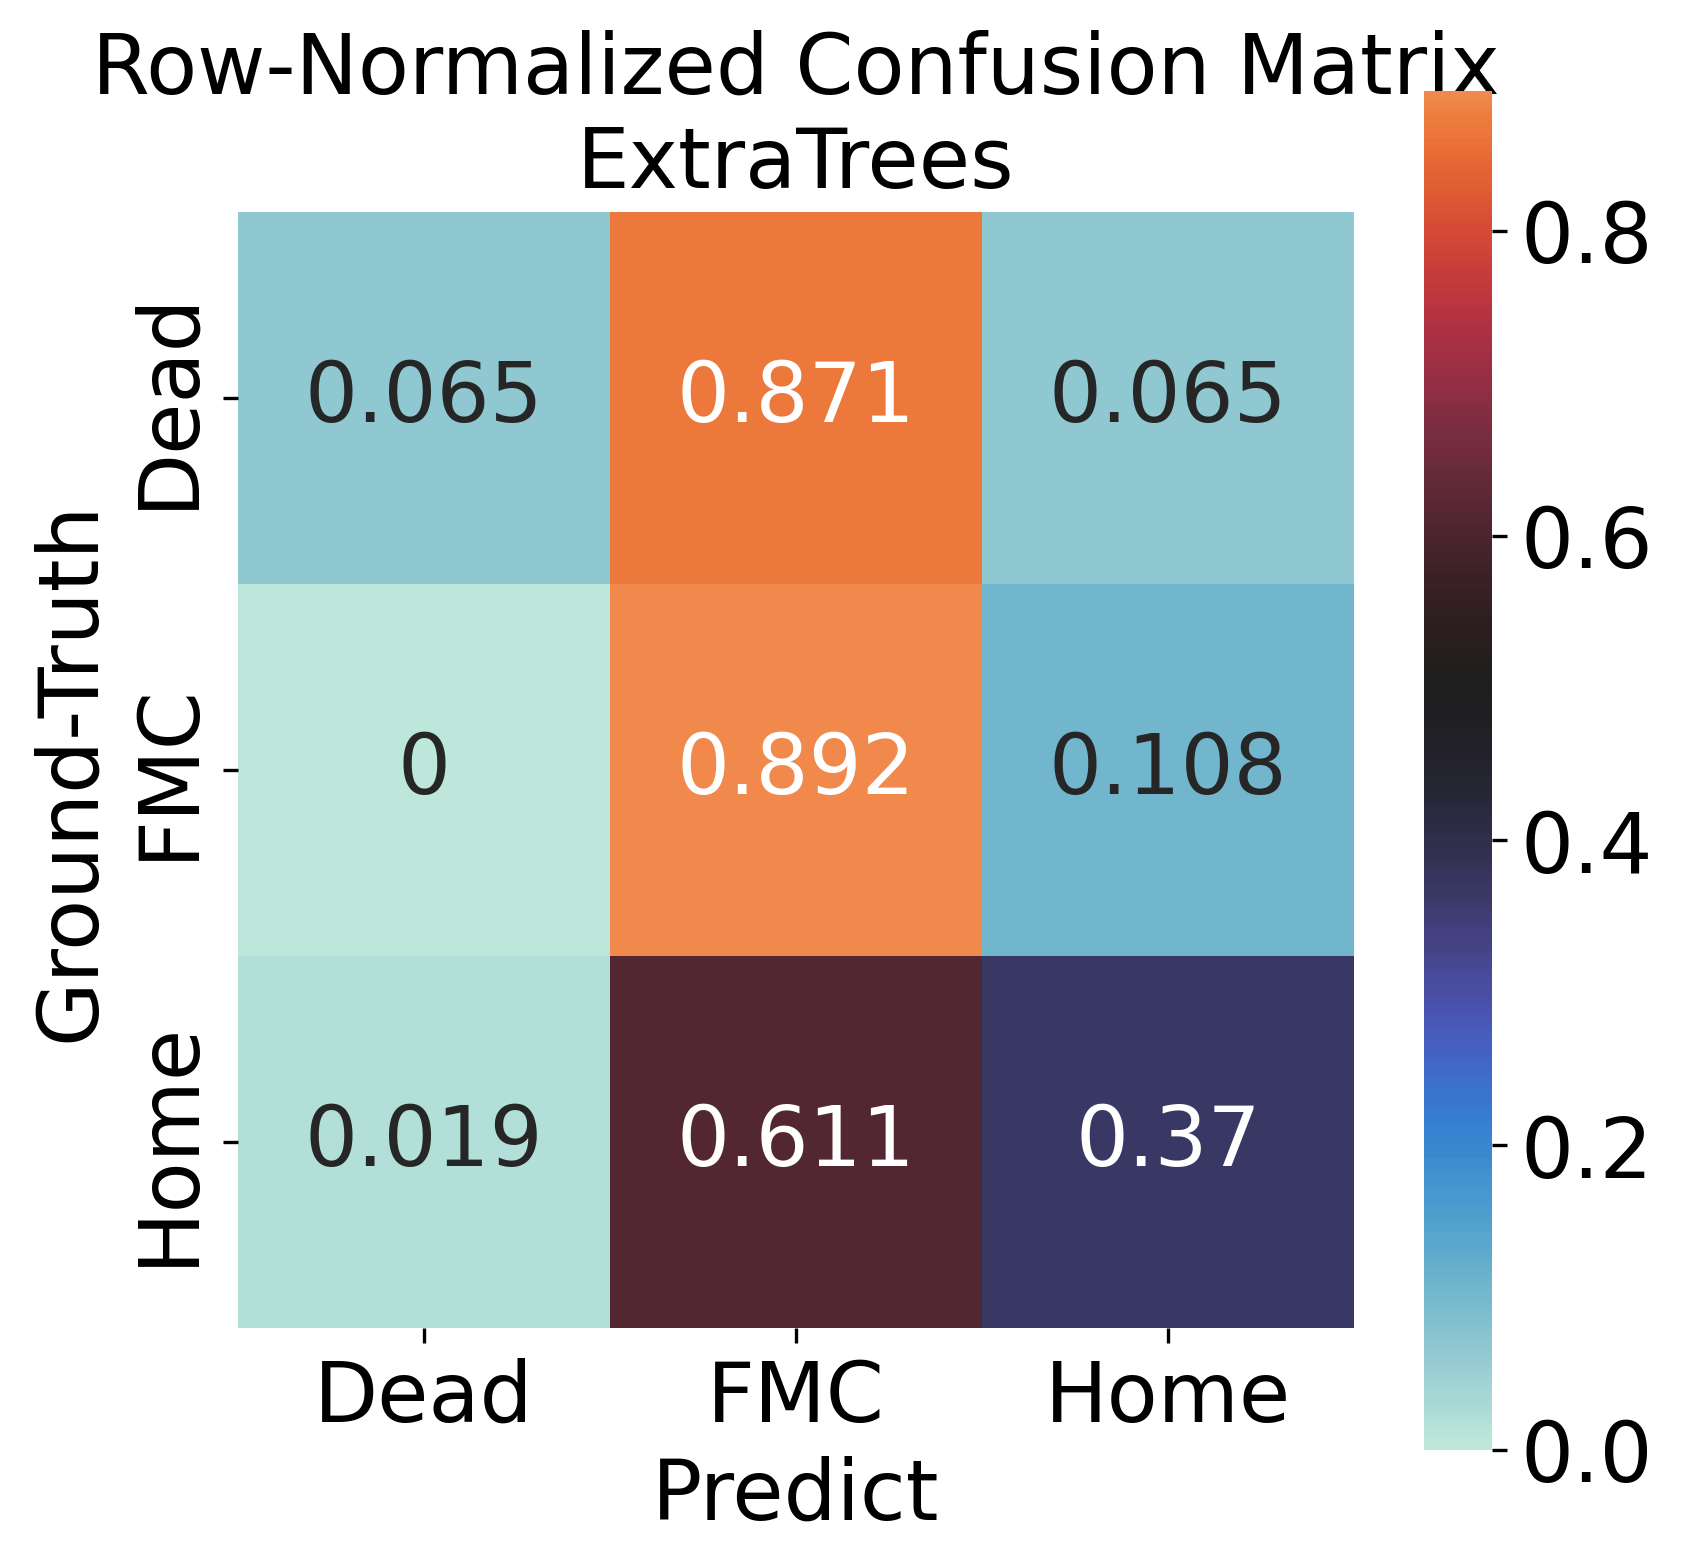 Row-Normalized Confusion Matrix
ExtraTrees
Ground-Truth
Dead
0.065 0.871 0.065
FMC
0 0.892 0.108
Home
0.019 0.611 0.37
Dead FMC Home
Predict
0.8
0.6
0.4
0.2
0.0